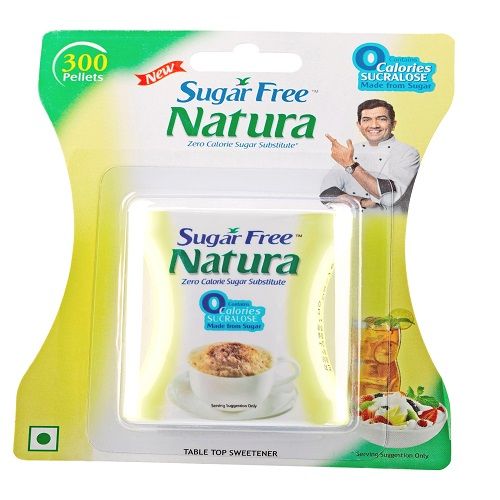 300
Pellets
New
Sugar Free™
Natura
Zero Calorie Sugar Substitute*
0 Contains
Calories
SUCRALOSE
Made from Sugar
Sugar Free™
Natura
Zero Calorie Sugar Substitute
0 Contains
Calories
SUCRALOSE
Made from Sugar
Serving Suggestion Only
TABLE TOP SWEETENER
*Serving Suggestion Only